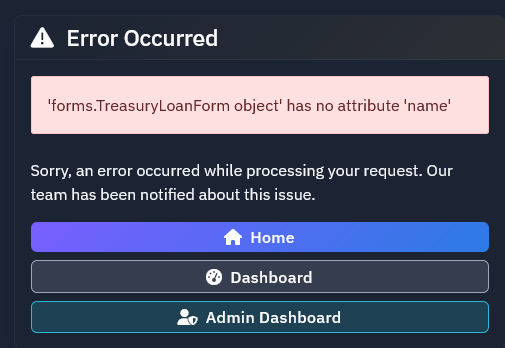 Error Occurred
'forms.TreasuryLoanForm object' has no attribute 'name'
Sorry, an error occurred while processing your request. Our
team has been notified about this issue.
Home
Dashboard
Admin Dashboard